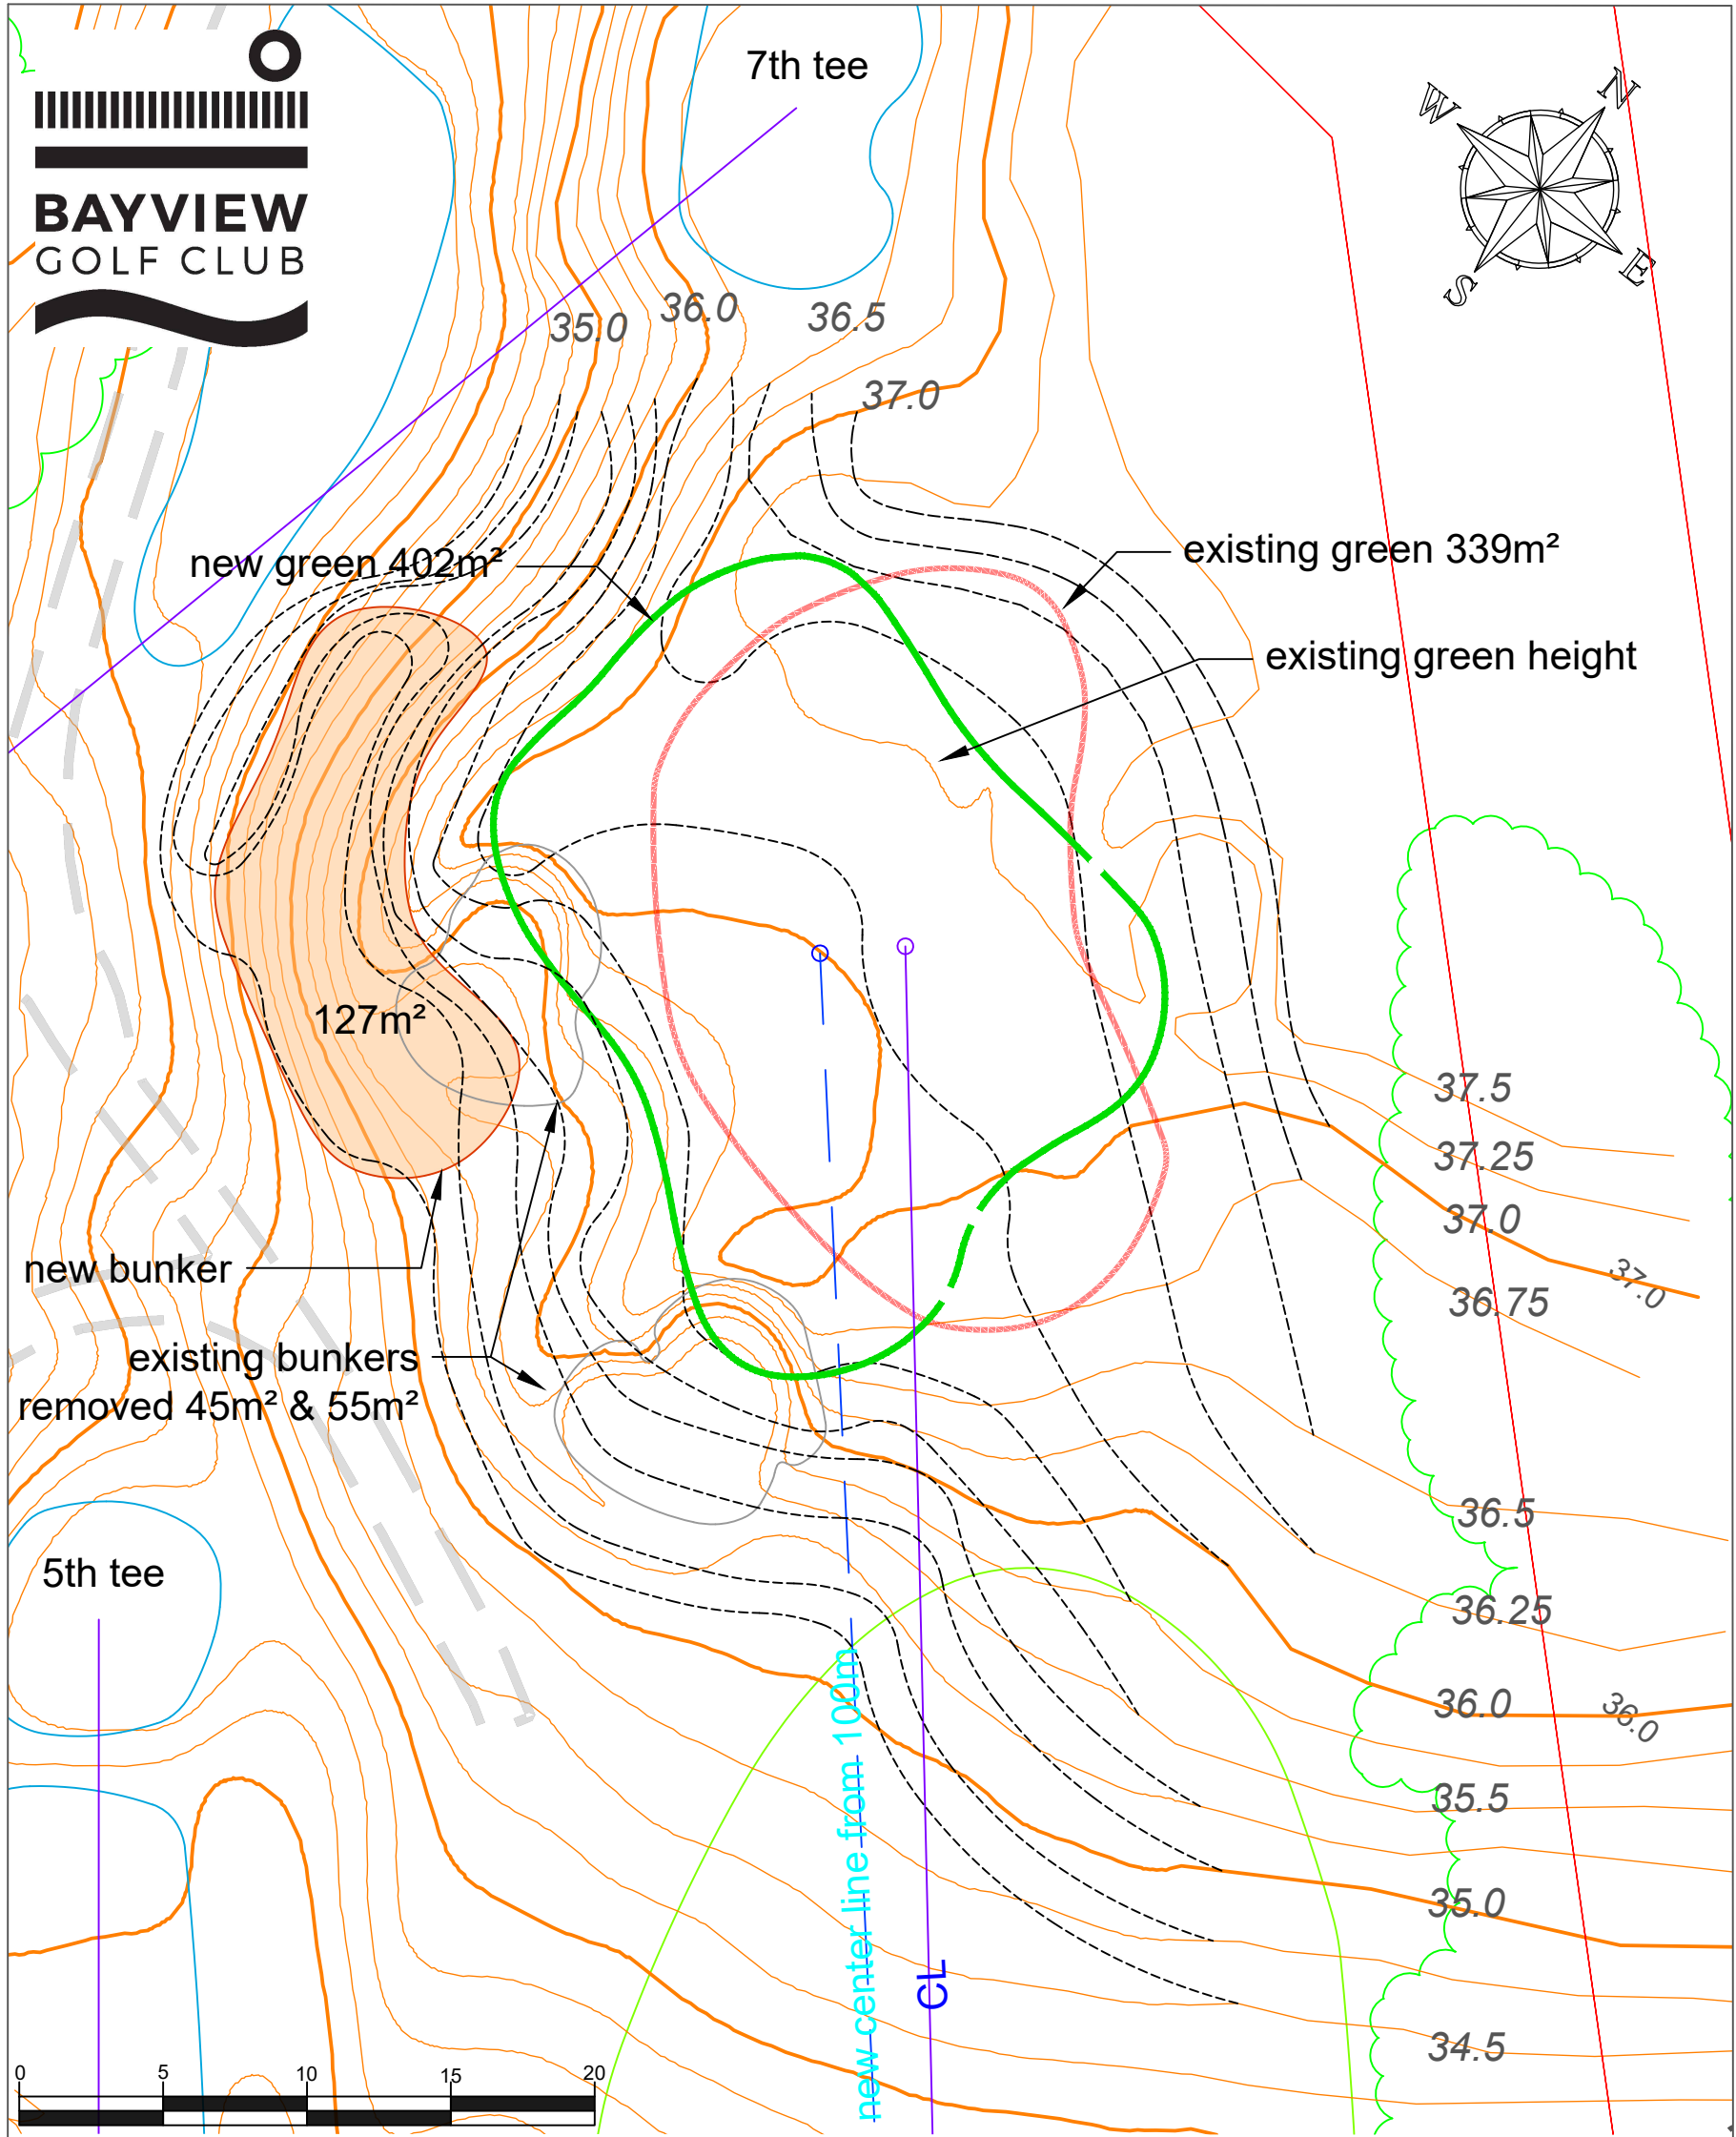 BAYVIEW
GOLF CLUB
7th tee
N
W
E
S
35.0
36.0
36.5
37.0
new green 402m²
existing green 339m²
existing green height
127m²
37.5
37.25
37.0
37.0
36.75
new bunker
existing bunkers
removed 45m² & 55m²
36.5
5th tee
36.25
36.0
36.0
35.5
35.0
34.5
new center line from 100m
CL
0 5 10 15 20